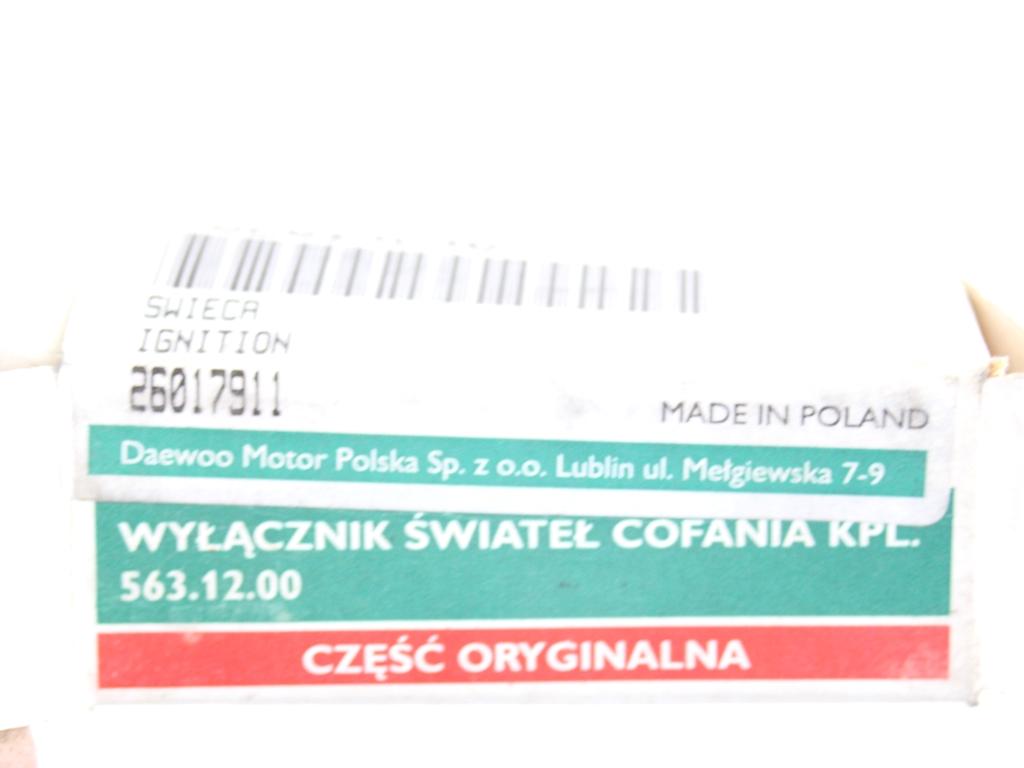 SWIECA
IGNITION
26017911
MADE IN POLAND
Daewoo Motor Polska Sp. z o.o. Lublin ul. Mełgiewska 7-9
WYŁĄCZNIK ŚWIATEŁ COFANIA KPL.
563.12.00
CZĘŚĆ ORYGINALNA